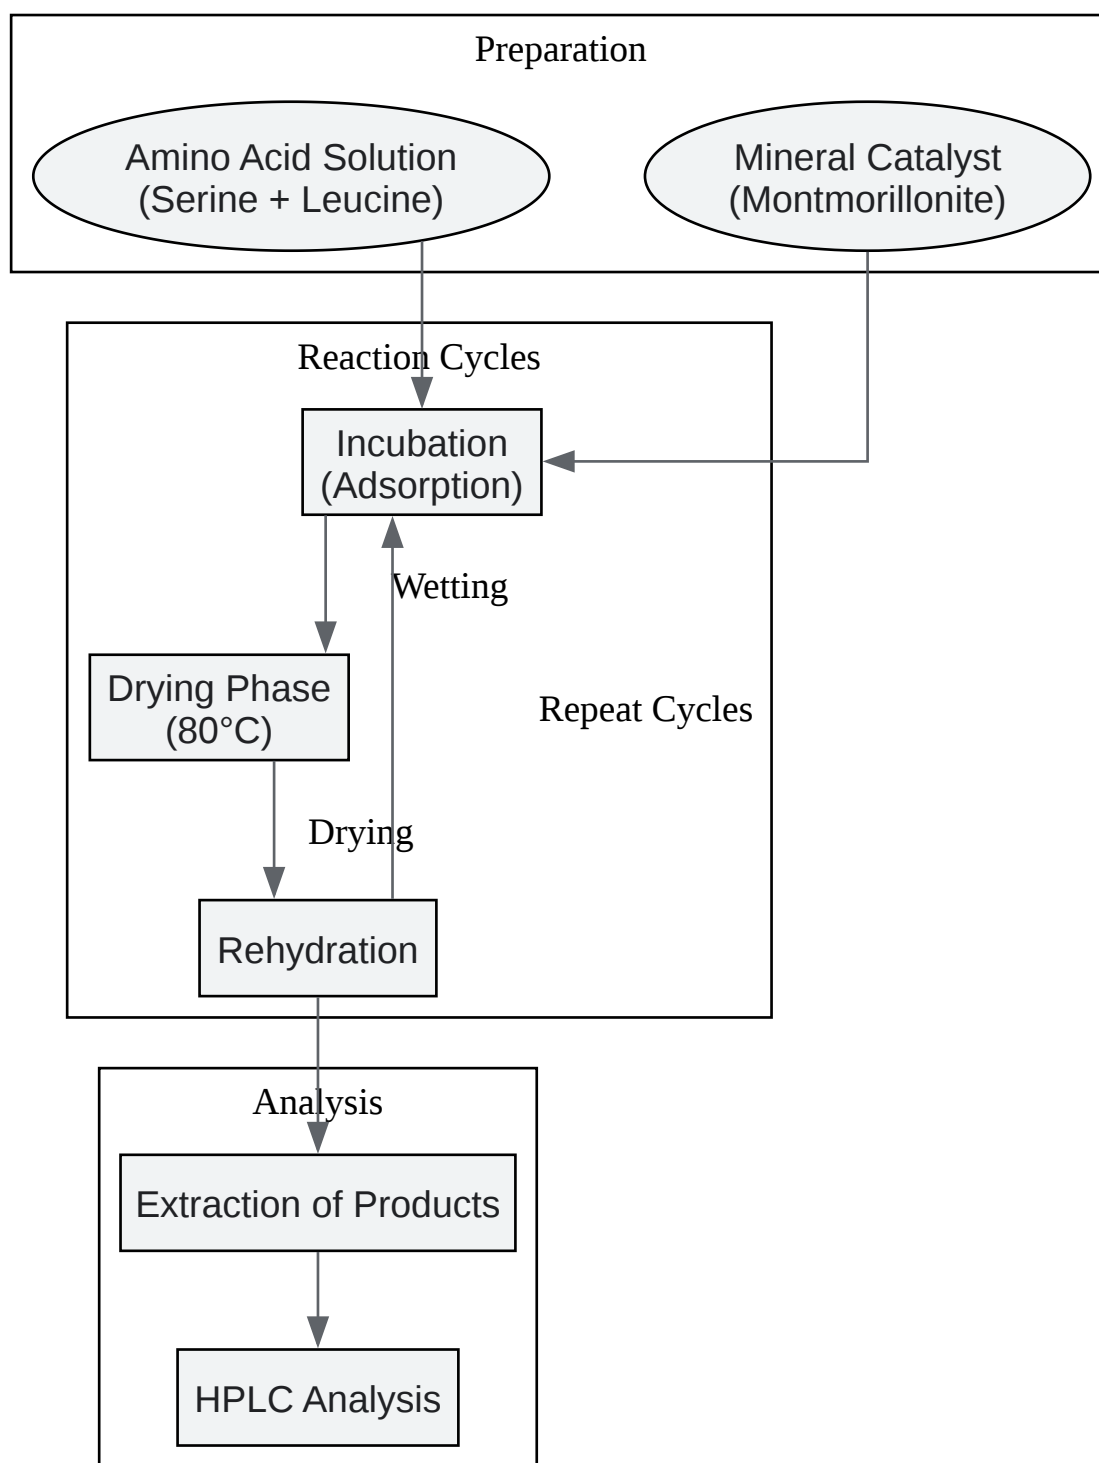 Preparation
Amino Acid Solution
(Serine + Leucine)
Mineral Catalyst
(Montmorillonite)
Reaction Cycles
Incubation
(Adsorption)
Wetting
Drying Phase
(80°C)
Repeat Cycles
Drying
Rehydration
Analysis
Extraction of Products
HPLC Analysis